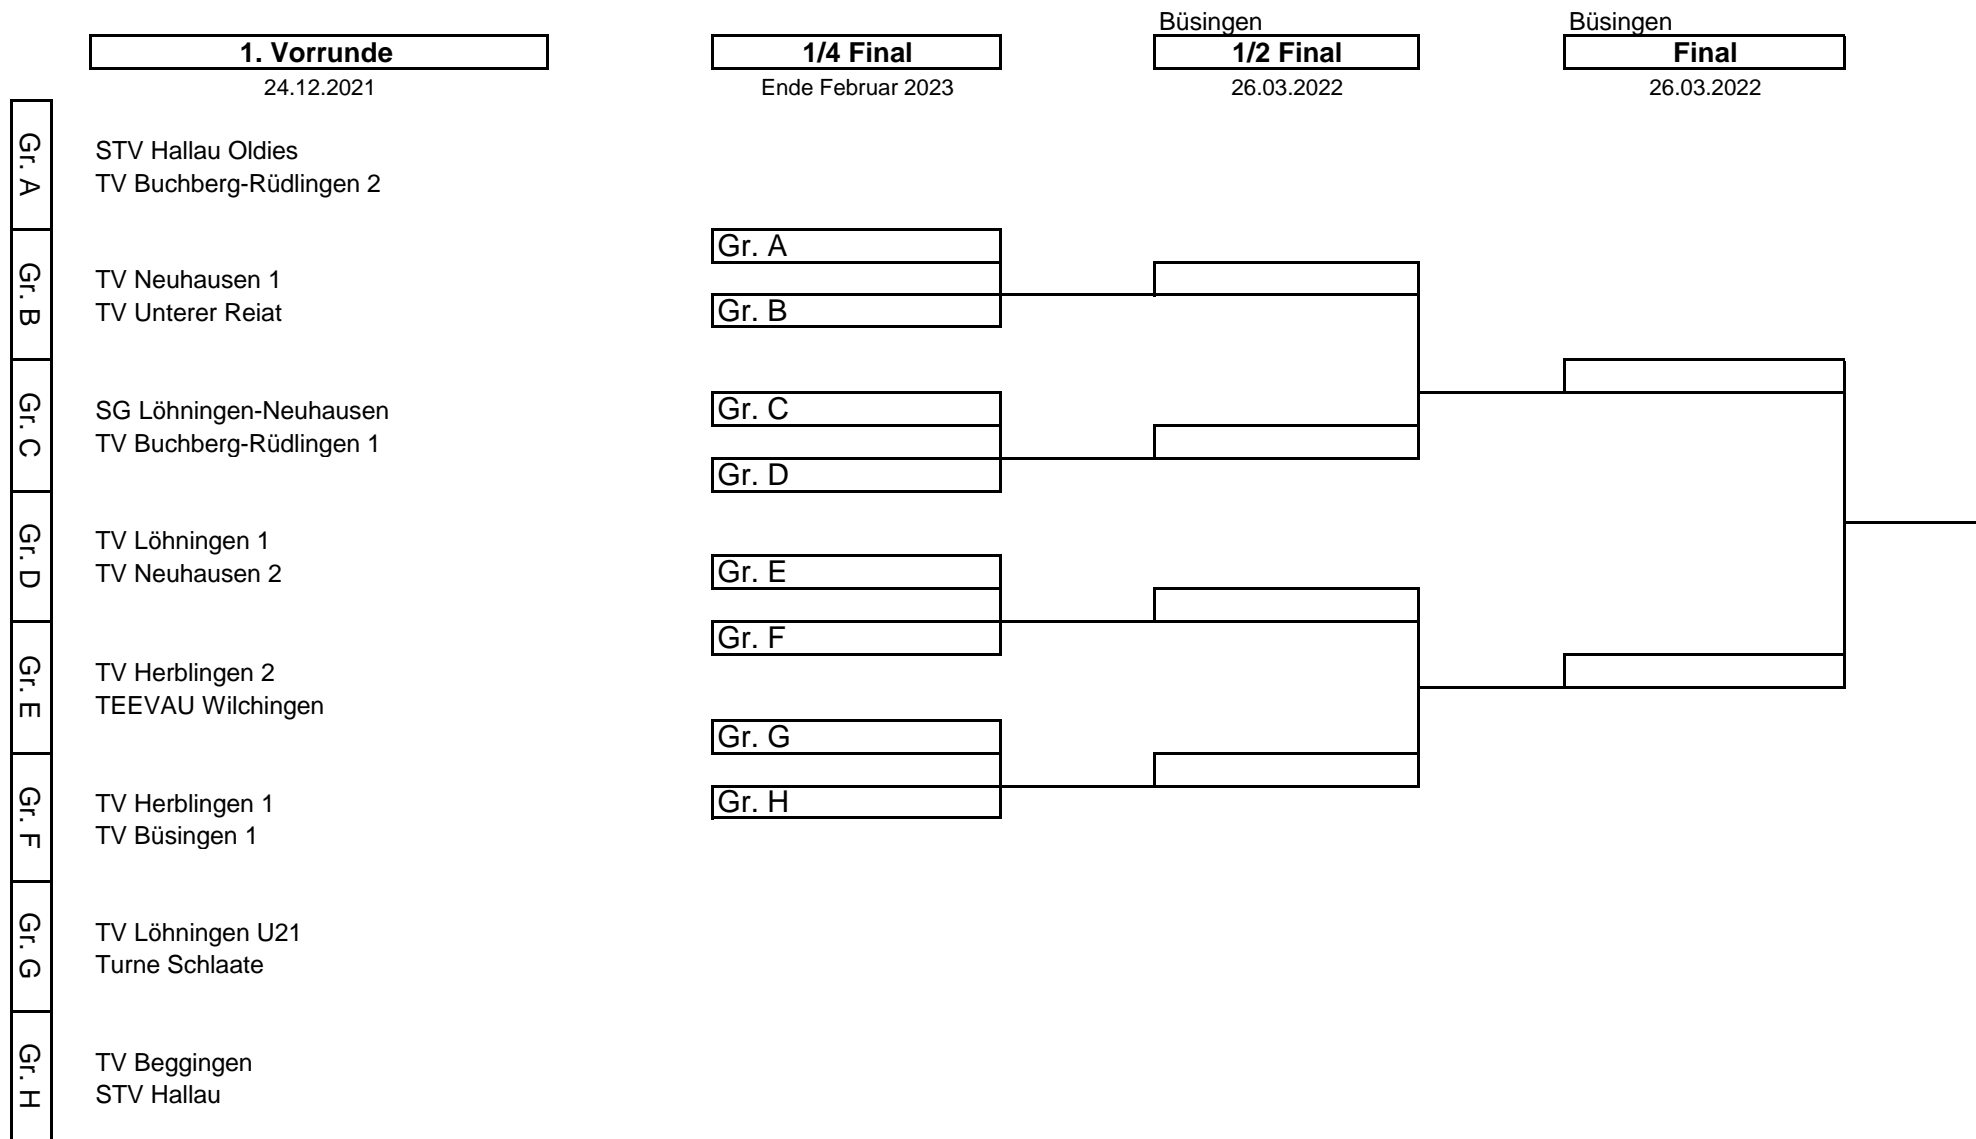 Büsingen
Büsingen
1. Vorrunde
1/4 Final
1/2 Final
Final
24.12.2021
Ende Februar 2023
26.03.2022
26.03.2022
Gr. A
STV Hallau Oldies
TV Buchberg-Rüdlingen 2
Gr. B
TV Neuhausen 1
TV Unterer Reiat
Gr. C
SG Löhningen-Neuhausen
TV Buchberg-Rüdlingen 1
Gr. D
TV Löhningen 1
TV Neuhausen 2
Gr. E
TV Herblingen 2
TEEVAU Wilchingen
Gr. F
TV Herblingen 1
TV Büsingen 1
Gr. G
TV Löhningen U21
Turne Schlaate
Gr. H
TV Beggingen
STV Hallau
Gr. A
Gr. B
Gr. C
Gr. D
Gr. E
Gr. F
Gr. G
Gr. H